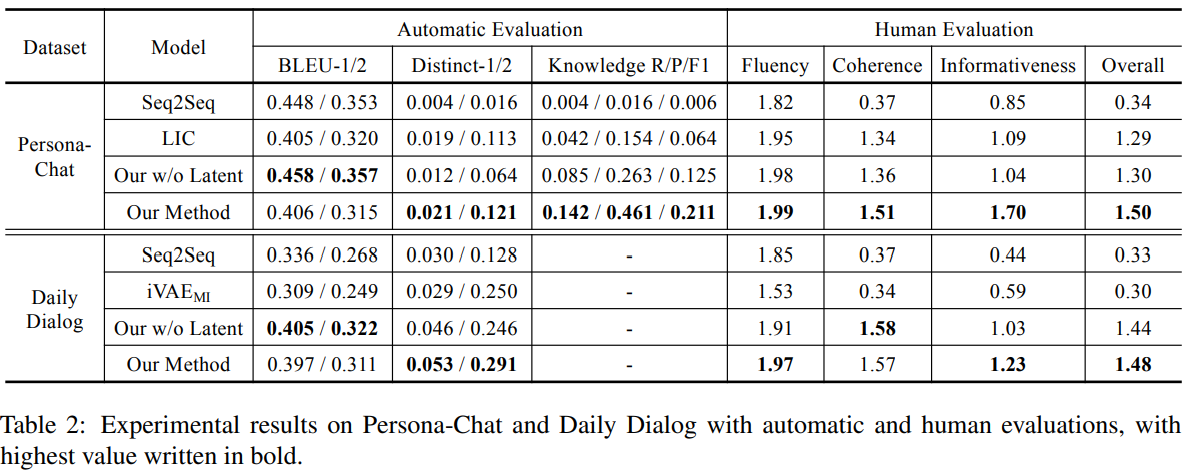 Dataset Model Automatic Evaluation Human Evaluation
BLEU-1/2 Distinct-1/2 Knowledge R/P/F1 Fluency Coherence Informativeness Overall
Persona-Chat
Seq2Seq 0.448 / 0.353 0.004 / 0.016 0.004 / 0.016 / 0.006 1.82 0.37 0.85 0.34
LIC 0.405 / 0.320 0.019 / 0.113 0.042 / 0.154 / 0.064 1.95 1.34 1.09 1.29
Our w/o Latent 0.458 / 0.357 0.012 / 0.064 0.085 / 0.263 / 0.125 1.98 1.36 1.04 1.30
Our Method 0.406 / 0.315 0.021 / 0.121 0.142 / 0.461 / 0.211 1.99 1.51 1.70 1.50
Daily Dialog
Seq2Seq 0.336 / 0.268 0.030 / 0.128 - 1.85 0.37 0.44 0.33
iVAEMI 0.309 / 0.249 0.029 / 0.250 - 1.53 0.34 0.59 0.30
Our w/o Latent 0.405 / 0.322 0.046 / 0.246 - 1.91 1.58 1.03 1.44
Our Method 0.397 / 0.311 0.053 / 0.291 - 1.97 1.57 1.23 1.48
Table 2: Experimental results on Persona-Chat and Daily Dialog with automatic and human evaluations, with
highest value written in bold.